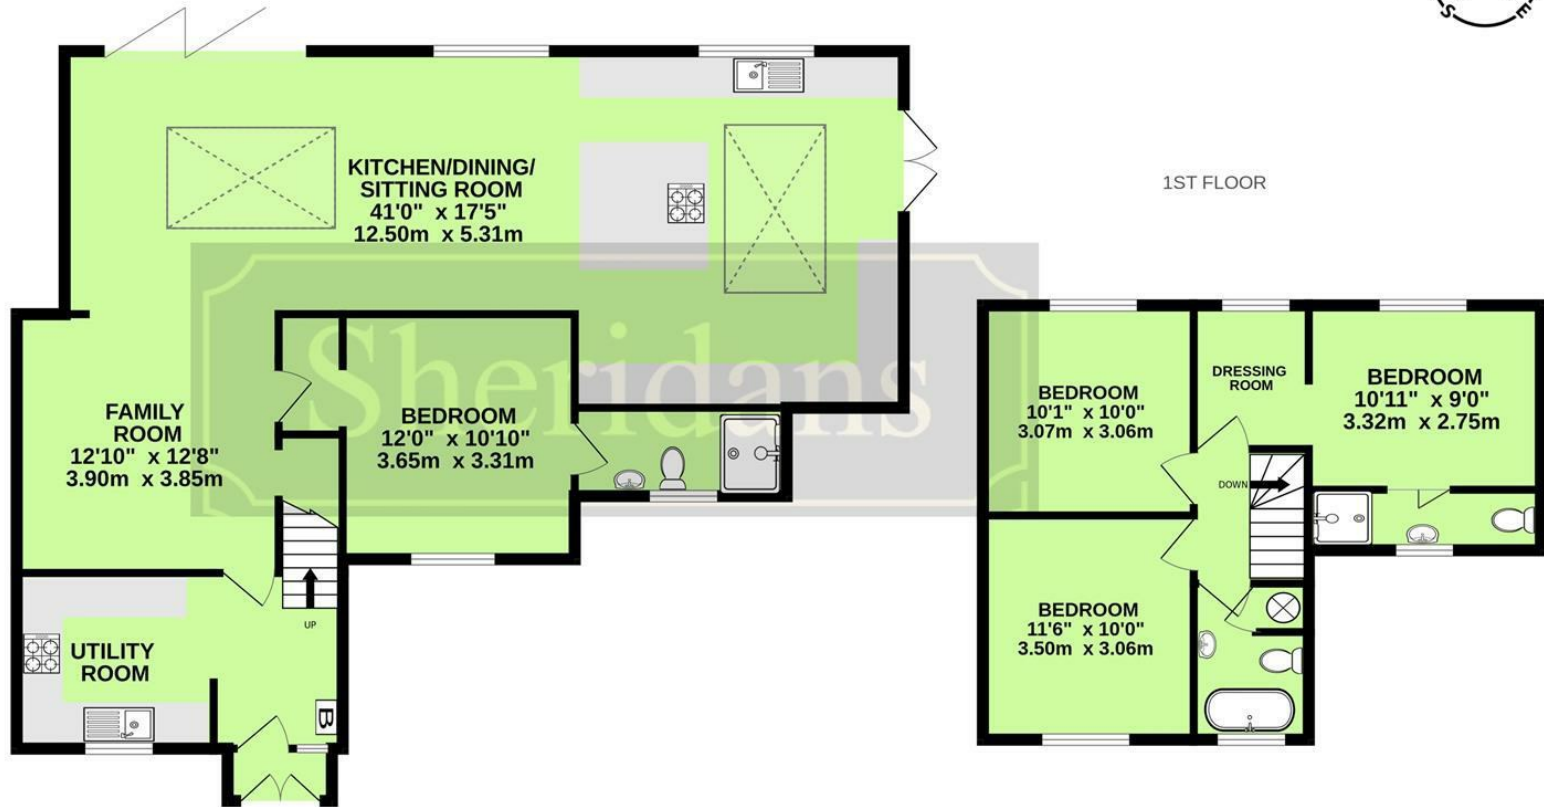 S E
KITCHEN/DINING/
SITTING ROOM
41'0" x 17'5"
12.50m x 5.31m
1ST FLOOR
Sheridans
FAMILY
ROOM
12'10" x 12'8"
3.90m x 3.85m
BEDROOM
12'0" x 10'10"
3.65m x 3.31m
UP
UTILITY
ROOM
B
BEDROOM
10'1" x 10'0"
3.07m x 3.06m
DRESSING
ROOM
BEDROOM
10'11" x 9'0"
3.32m x 2.75m
DOWN
BEDROOM
11'6" x 10'0"
3.50m x 3.06m